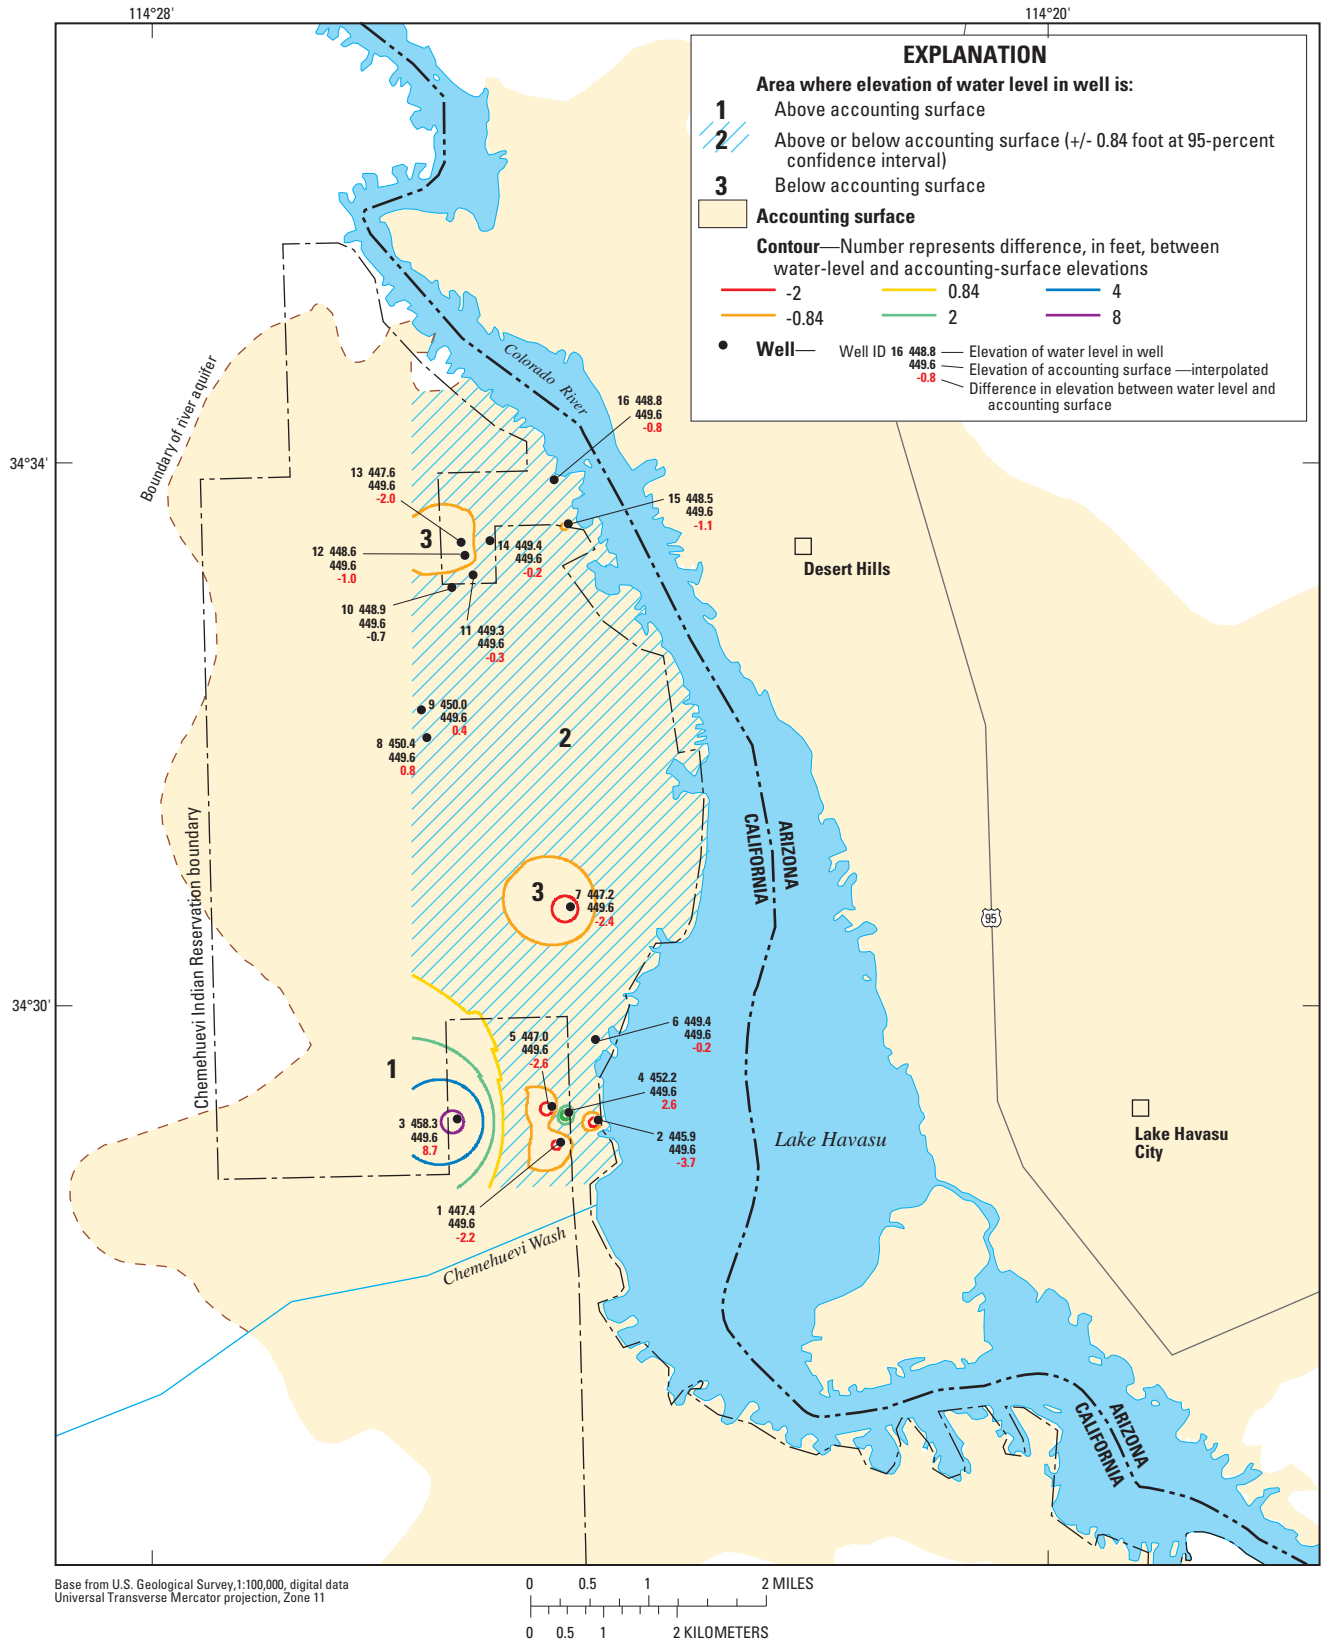 114°28'
114°20'
EXPLANATION
Area where elevation of water level in well is:
1 Above accounting surface
2 Above or below accounting surface (+/- 0.84 foot at 95-percent
confidence interval)
3 Below accounting surface
Accounting surface
Contour—Number represents difference, in feet, between
water-level and accounting-surface elevations
-2 0.84 4
-0.84 2 8
Well— Well ID 16 448.8 — Elevation of water level in well
449.6 Elevation of accounting surface —interpolated
-0.8 Difference in elevation between water level and
accounting surface
Colorado River
Boundary of river aquifer
34°34'
16 448.8
449.6
-0.8
13 447.6
449.6
-2.0
15 448.5
449.6
-1.1
3
14 449.4
449.6
-0.2
12 448.6
449.6
-1.0
Desert Hills
10 448.9
449.6
-0.7
11 449.3
449.6
-0.3
9 450.0
449.6
0.4
2
8 450.4
449.6
0.8
Chemehuevi Indian Reservation boundary
ARIZONA
CALIFORNIA
3
7 447.2
449.6
-2.4
95
34°30'
6 449.4
449.6
-0.2
5 447.0
449.6
-2.6
1
4 452.2
449.6
2.6
3 458.3
449.6
8.7
2 445.9
449.6
-3.7
Lake Havasu
Lake Havasu
City
1 447.4
449.6
-2.2
Chemehuevi Wash
ARIZONA
CALIFORNIA
Base from U.S. Geological Survey,1:100,000, digital data
Universal Transverse Mercator projection, Zone 11
0 0.5 1 2 MILES
0 0.5 1 2 KILOMETERS